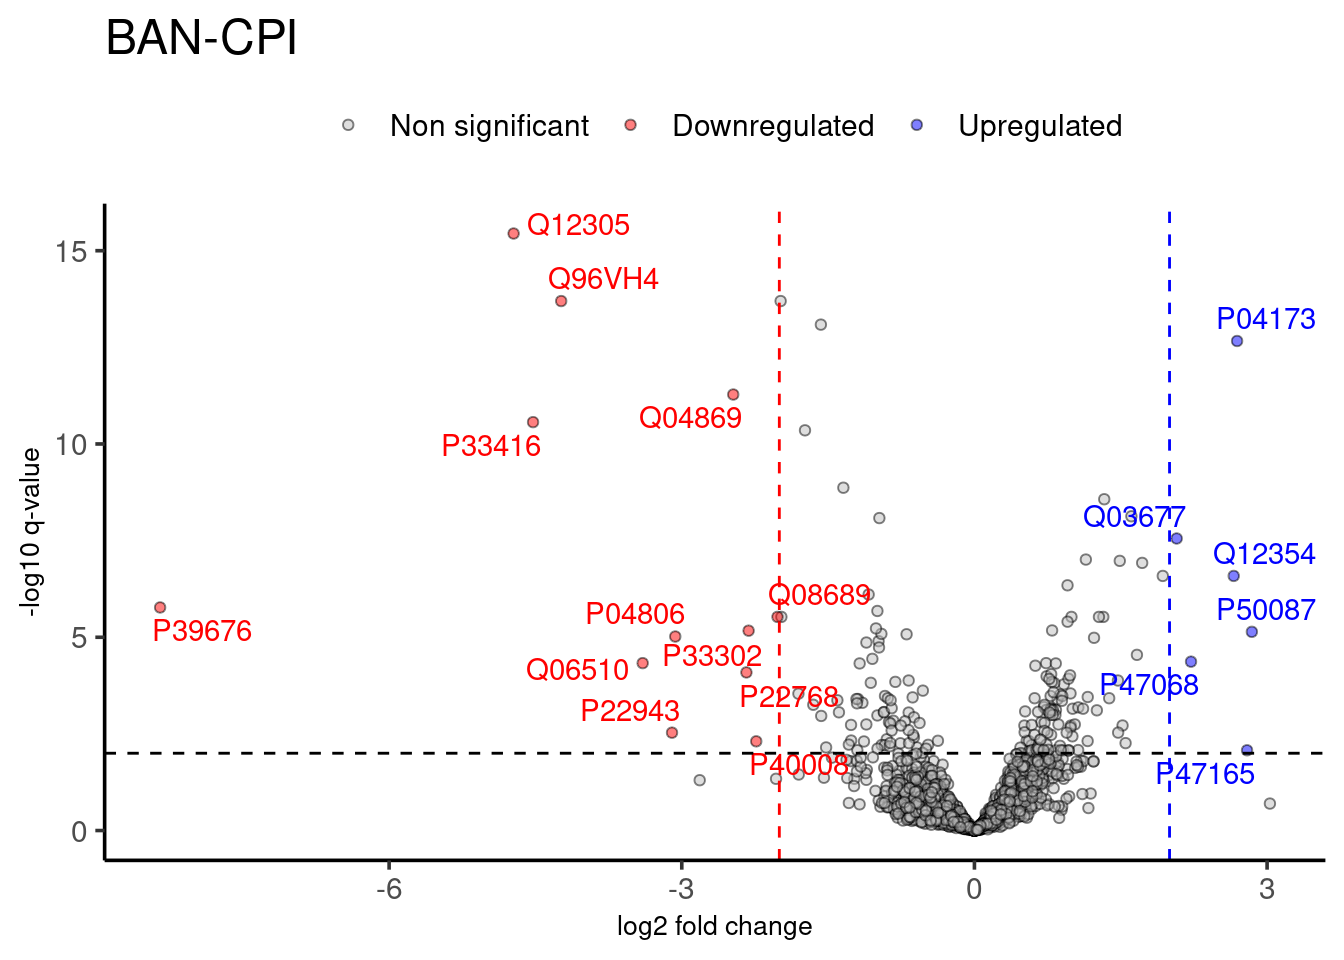 BAN-CPI
Non significant Downregulated Upregulated
Q12305
15
Q96VH4
P04173
Q04869
P33416
10
Q03677
Q12354
-log10 q-value
Q08689
P04806
P50087
P39676
5
P33302
Q06510
P47068
P22768
P22943
P40008
P47165
0
-6 -3 0 3
log2 fold change